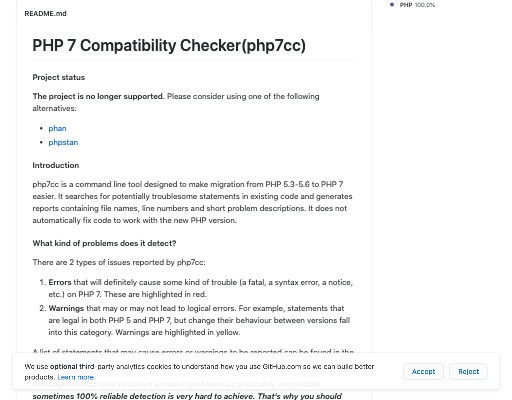 PHP 100.0%
README.md
PHP 7 Compatibility Checker(php7cc)
Project status
The project is no longer supported. Please consider using one of the following
alternatives:
• phan
• phpstan
Introduction
php7cc is a command line tool designed to make migration from PHP 5.3-5.6 to PHP 7
easier. It searches for potentially troublesome statements in existing code and generates
reports containing file names, line numbers and short problem descriptions. It does not
automatically fix code to work with the new PHP version.
What kind of problems does it detect?
There are 2 types of issues reported by php7cc:
1. Errors that will definitely cause some kind of trouble (a fatal, a syntax error, a notice,
etc.) on PHP 7. These are highlighted in red.
2. Warnings that may or may not lead to logical errors. For example, statements that
are legal in both PHP 5 and PHP 7, but change their behaviour between versions fall
into this category. Warnings are highlighted in yellow.
A list of statements that may cause errors or warnings to be reported can be found in the
We use optional third-party analytics cookies to understand how you use GitHub.com so we can build better
products. Learn more.
Accept
Reject
sometimes 100% reliable detection is very hard to achieve. That's why you should